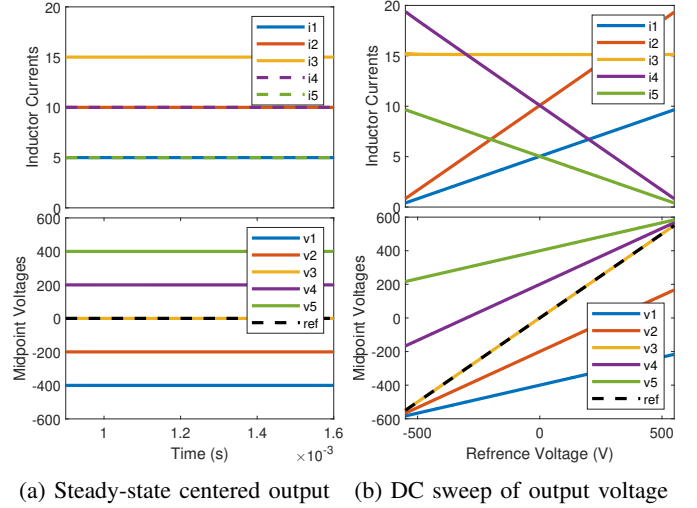 20
15
10
5
0
Inductor Currents
i1
i2
i3
i4
i5
600
400
200
0
-200
-400
-600
Midpoint Voltages
v1
v2
v3
v4
v5
ref
1
1.2
1.4
1.6
Time (s)
×10⁻³
(a) Steady-state centered output
20
15
10
5
0
Inductor Currents
i1
i2
i3
i4
i5
600
400
200
0
-200
-400
-600
Midpoint Voltages
v1
v2
v3
v4
v5
ref
-500
0
500
Refrence Voltage (V)
(b) DC sweep of output voltage